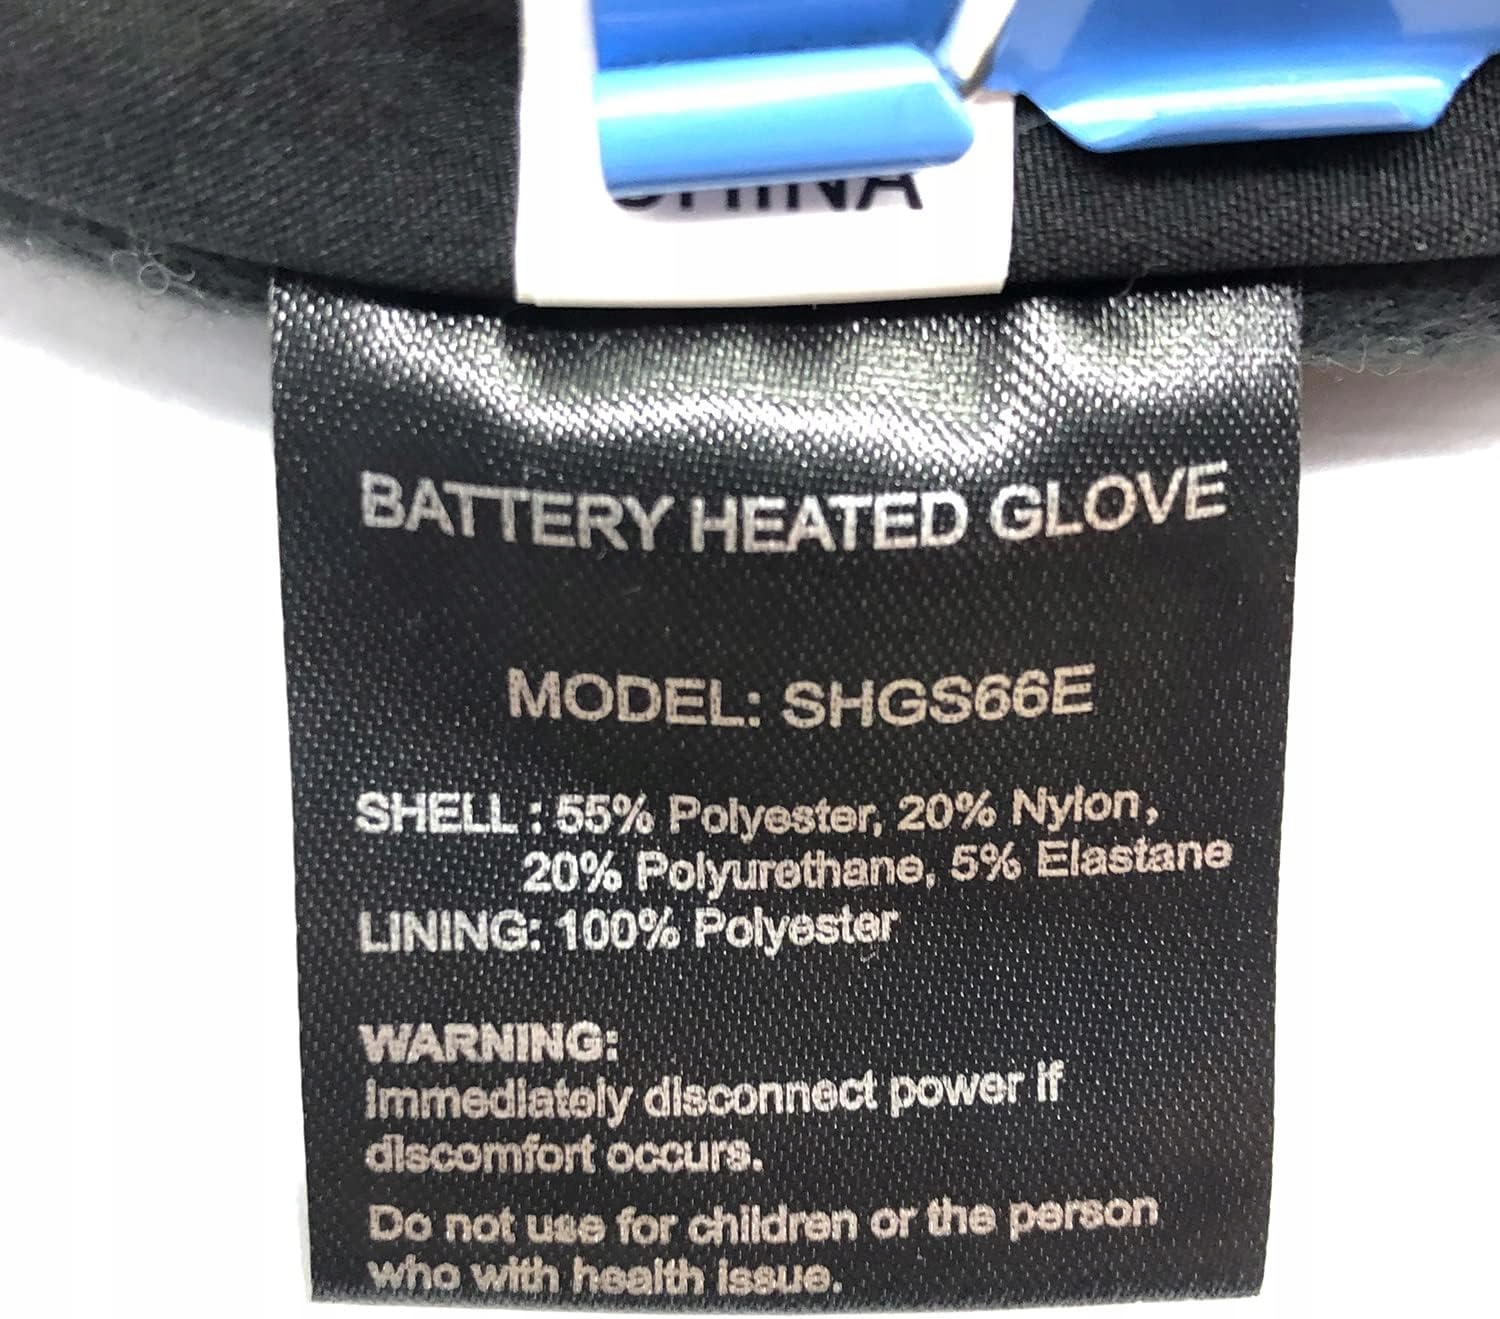 CHINA
BATTERY HEATED GLOVE
MODEL: SHGS66E
SHELL : 55% Polyester, 20% Nylon,
20% Polyurethane, 5% Elastane
LINING: 100% Polyester
WARNING:
Immediately disconnect power if
discomfort occurs.
Do not use for children or the person
who with health issue.